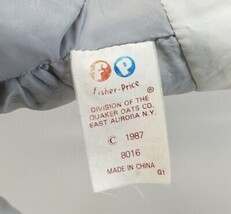 Fisher-Price
DIVISION OF THE
QUAKER OATS CO. ®
EAST AURORA N.Y.
© 1987
8016
MADE IN CHINA
G1